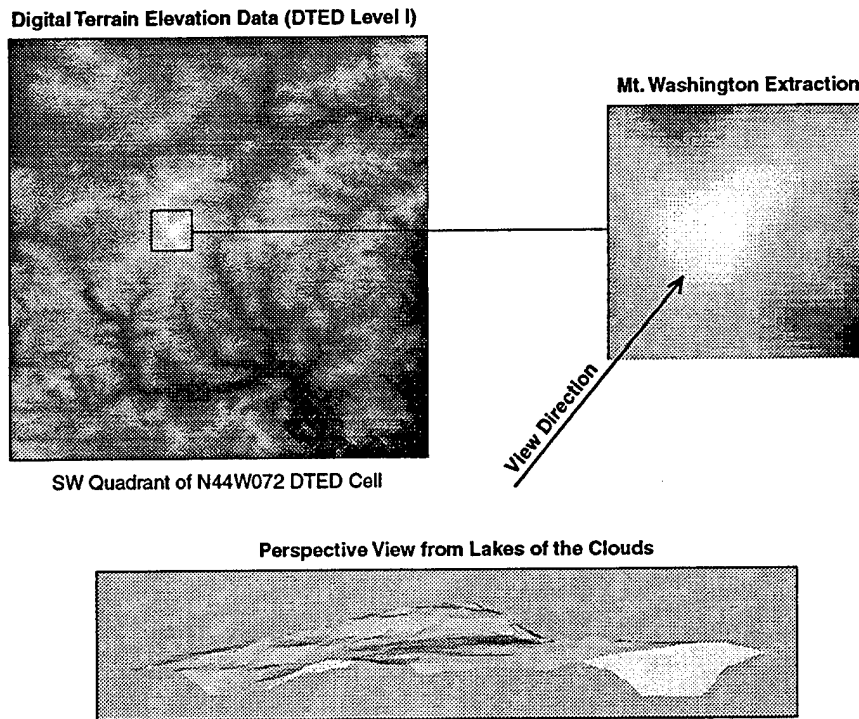 Digital Terrain Elevation Data (DTED Level I)
Mt. Washington Extraction
View Direction
SW Quadrant of N44W072 DTED Cell
Perspective View from Lakes of the Clouds